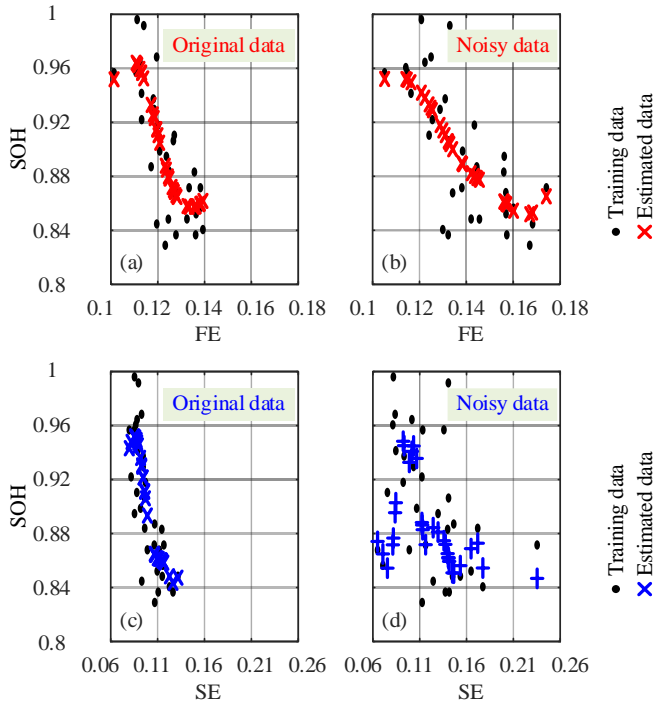 1
0.96
0.92
0.88
0.84
0.8
SOH
Original data
(a)
0.1 0.12 0.14 0.16 0.18
FE
Noisy data
(b)
0.1 0.12 0.14 0.16 0.18
FE
Training data
Estimated data
1
0.96
0.92
0.88
0.84
0.8
SOH
Original data
(c)
0.06 0.11 0.16 0.21 0.26
SE
Noisy data
(d)
0.06 0.11 0.16 0.21 0.26
SE
Training data
Estimated data